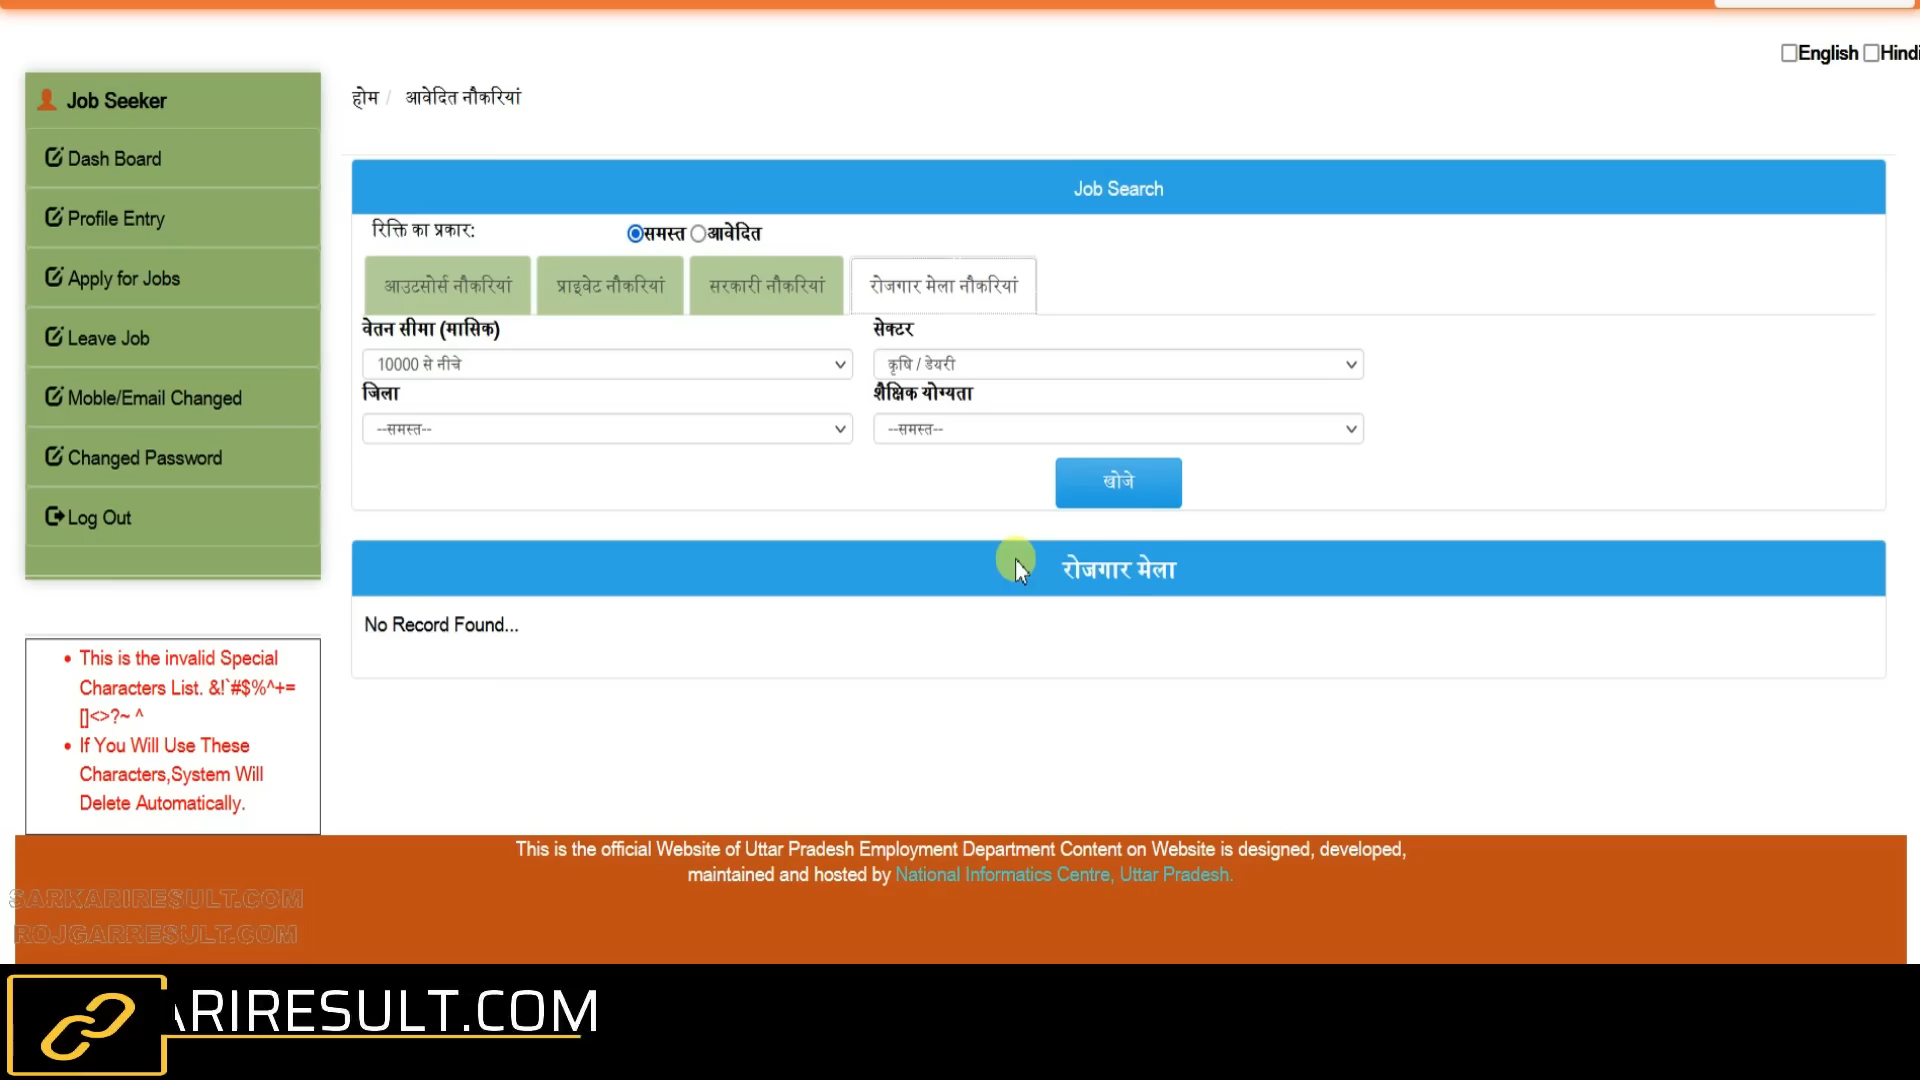 English Hindi
Job Seeker
Dash Board
Profile Entry
Apply for Jobs
Leave Job
Moble/Email Changed
Changed Password
Log Out
होम / आवेदित नौकरियां
Job Search
रिक्ति का प्रकार: समस्त आवेदित
आउटसोर्स नौकरियां प्राइवेट नौकरियां सरकारी नौकरियां रोजगार मेला नौकरियां
वेतन सीमा (मासिक) सेक्टर
10000 से नीचे कृषि / डेयरी
जिला शैक्षिक योग्यता
--समस्त-- --समस्त--
खोजे
रोजगार मेला
No Record Found...
• This is the invalid Special
Characters List. &!`#$%^+=
[]<>?~ ^
• If You Will Use These
Characters,System Will
Delete Automatically.
This is the official Website of Uttar Pradesh Employment Department Content on Website is designed, developed,
maintained and hosted by National Informatics Centre, Uttar Pradesh.
SARKARIRESULT.COM
ROJGARRESULT.COM
ARIRESULT.COM